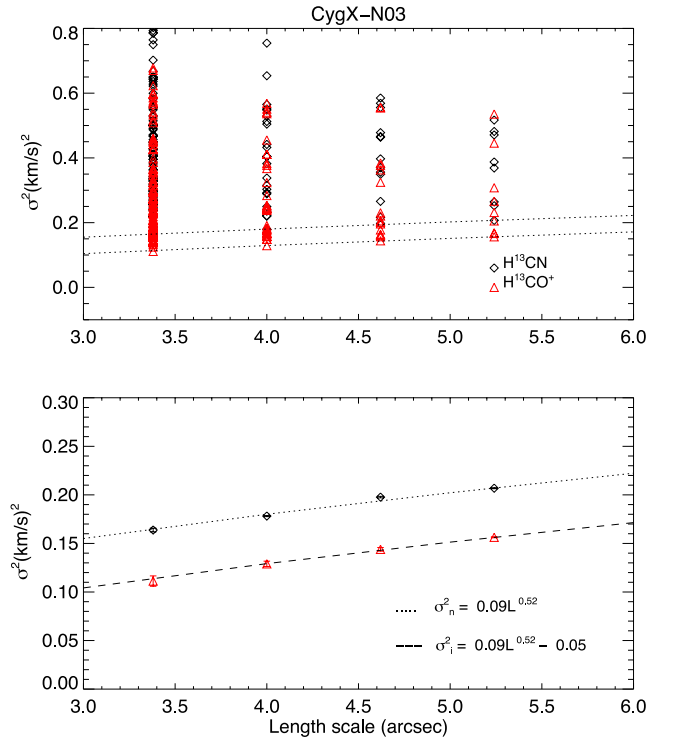 CygX−N03
σ²(km/s)²
0.8
0.6
0.4
0.2
0.0
H¹³CN
H¹³CO⁺
3.0 3.5 4.0 4.5 5.0 5.5 6.0
σ²(km/s)²
0.30
0.25
0.20
0.15
0.10
0.05
0.00
σ²ₙ = 0.09L^0.52
σ²ᵢ = 0.09L^0.52 − 0.05
3.0 3.5 4.0 4.5 5.0 5.5 6.0
Length scale (arcsec)